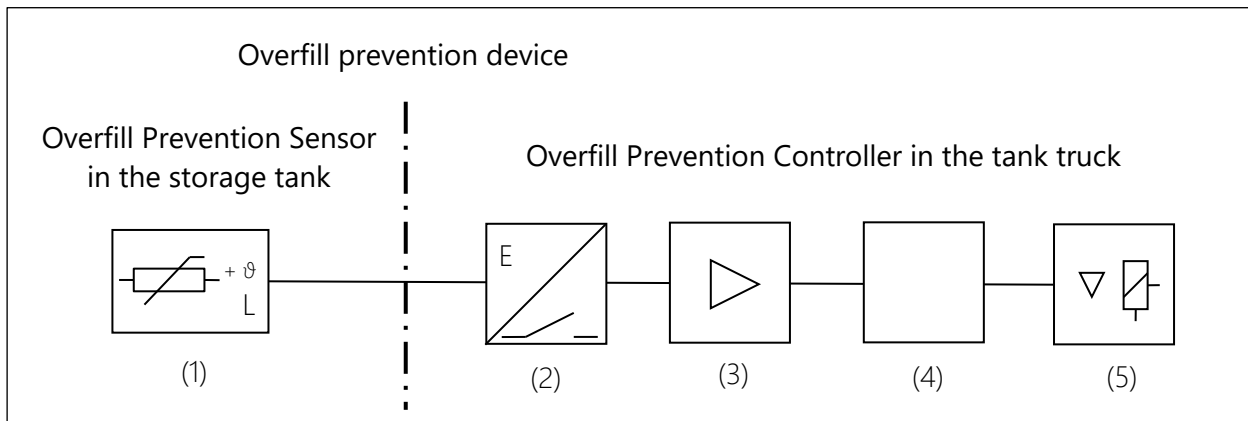 Overfill prevention device
Overfill Prevention Sensor
in the storage tank
Overfill Prevention Controller in the tank truck
+ ϑ
L
E
(1)
(2)
(3)
(4)
(5)